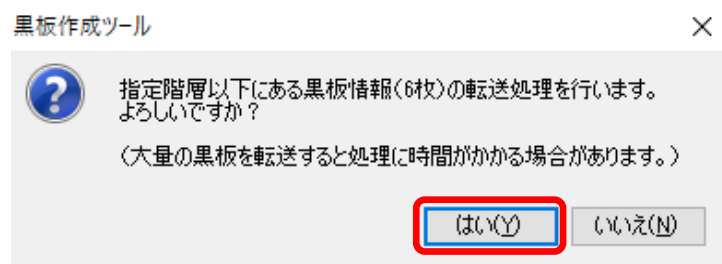 黒板作成ツール
指定階層以下にある黒板情報(6枚)の転送処理を行います。
よろしいですか？
(大量の黒板を転送すると処理に時間がかかる場合があります。)
はい(Y)
いいえ(N)